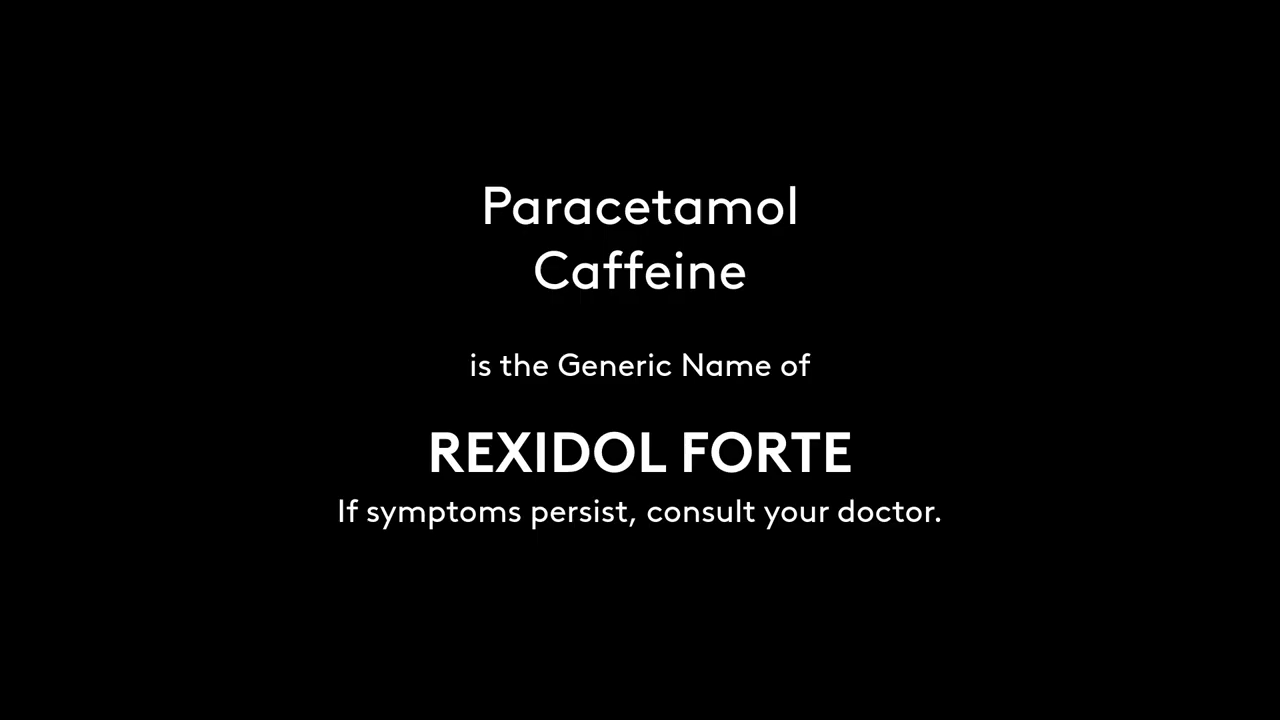 Paracetamol
Caffeine
is the Generic Name of
REXIDOL FORTE
If symptoms persist, consult your doctor.